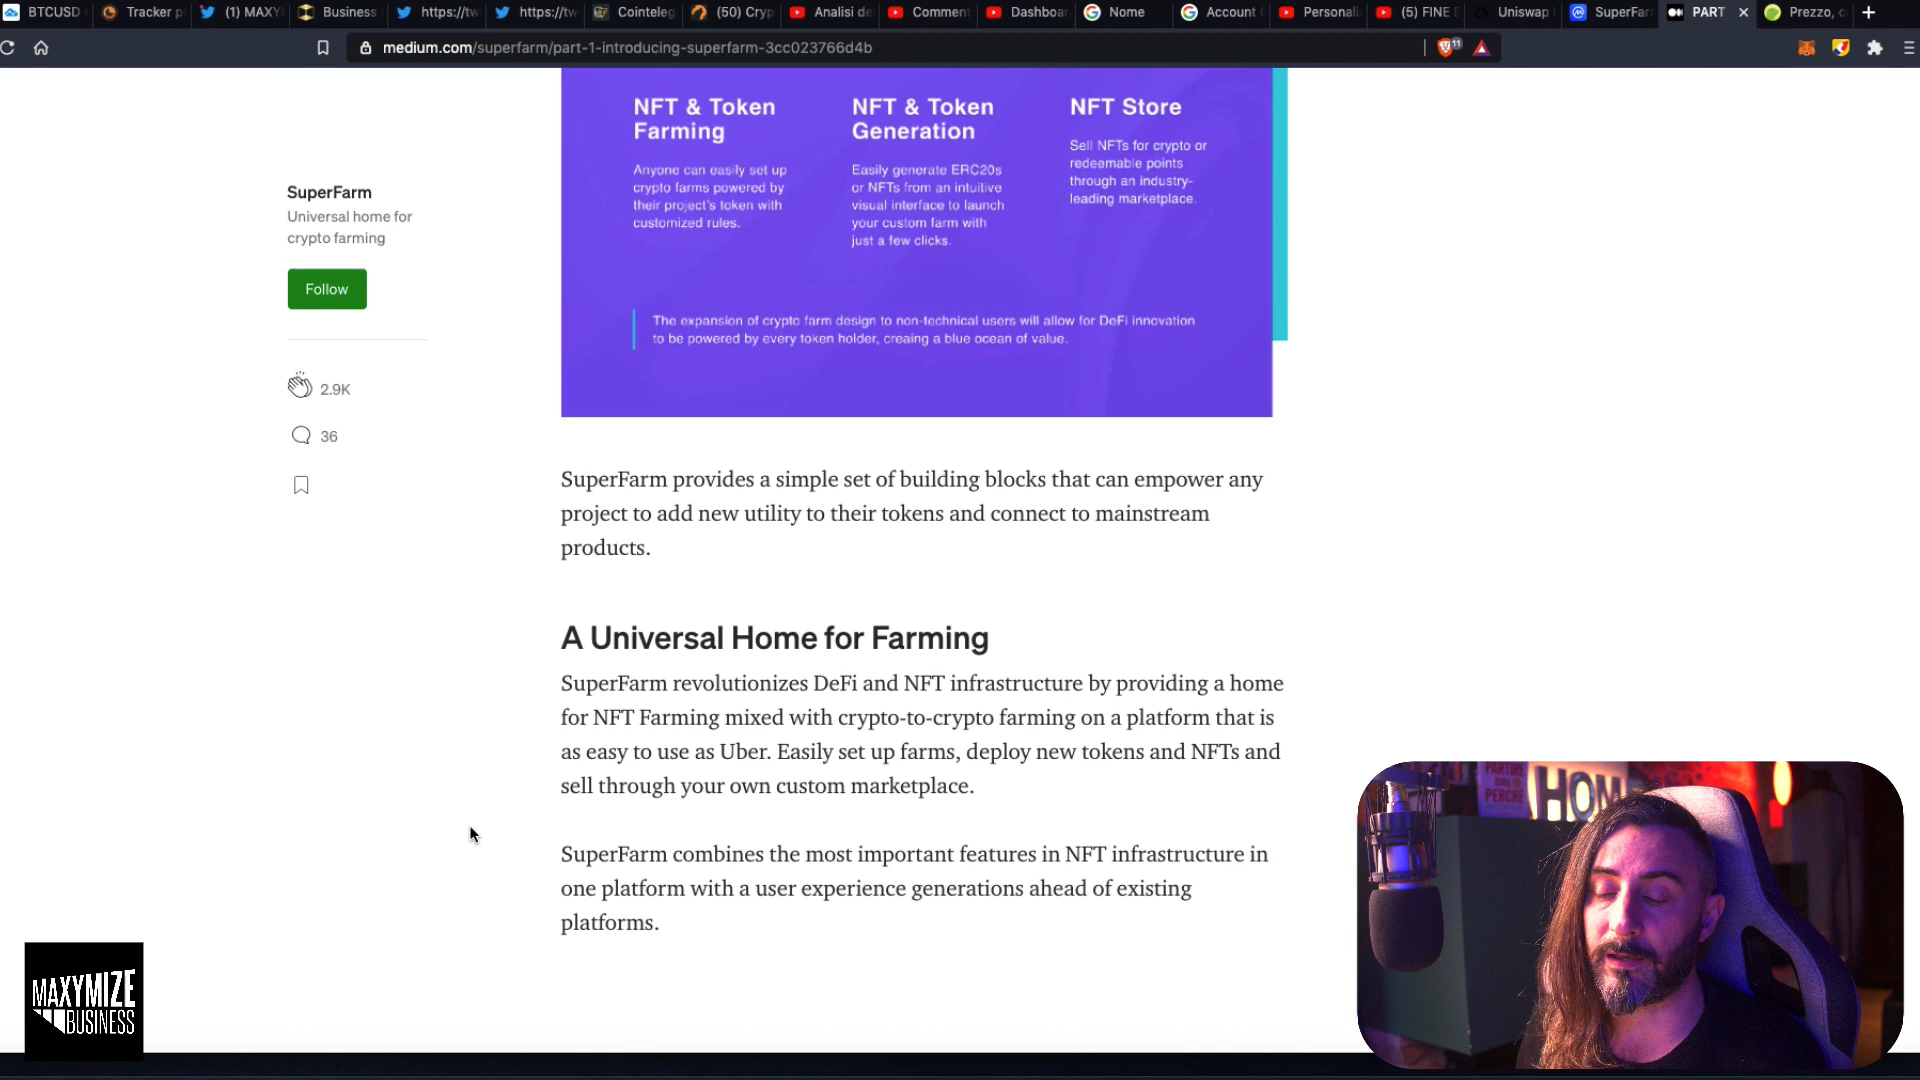 BTCUSD
Tracker p
(1) MAXY
Business
https://tw
https://tw
Cointeleg
(50) Cryp
Analisi de
Comment
Dashboar
Nome
Account
Personali
(5) FINE
Uniswap
SuperFar
PART
Prezzo, c
medium.com/superfarm/part-1-introducing-superfarm-3cc023766d4b
11
NFT & Token
Farming
Anyone can easily set up
crypto farms powered by
their project's token with
customized rules.
NFT & Token
Generation
Easily generate ERC20s
or NFTs from an intuitive
visual interface to launch
your custom farm with
just a few clicks.
NFT Store
Sell NFTs for crypto or
redeemable points
through an industry-
leading marketplace.
The expansion of crypto farm design to non-technical users will allow for DeFi innovation
to be powered by every token holder, creaing a blue ocean of value.
SuperFarm
Universal home for
crypto farming
Follow
2.9K
36
SuperFarm provides a simple set of building blocks that can empower any
project to add new utility to their tokens and connect to mainstream
products.
A Universal Home for Farming
SuperFarm revolutionizes DeFi and NFT infrastructure by providing a home
for NFT Farming mixed with crypto-to-crypto farming on a platform that is
as easy to use as Uber. Easily set up farms, deploy new tokens and NFTs and
sell through your own custom marketplace.
SuperFarm combines the most important features in NFT infrastructure in
one platform with a user experience generations ahead of existing
platforms.
MAXYMIZE
BUSINESS
PARTIRE
DAL
PERCHÉ
HOM